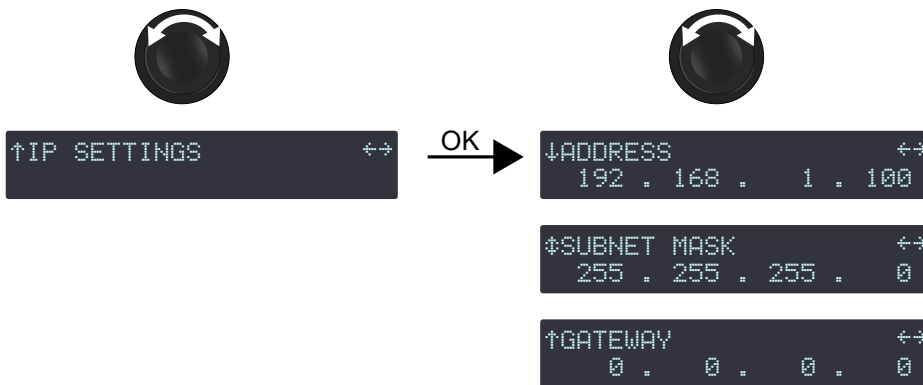 ↑IP SETTINGS ↔
OK
↓ADDRESS ↔
192 . 168 . 1 . 100
↕SUBNET MASK ↔
255 . 255 . 255 . 0
↑GATEWAY ↔
0 . 0 . 0 . 0